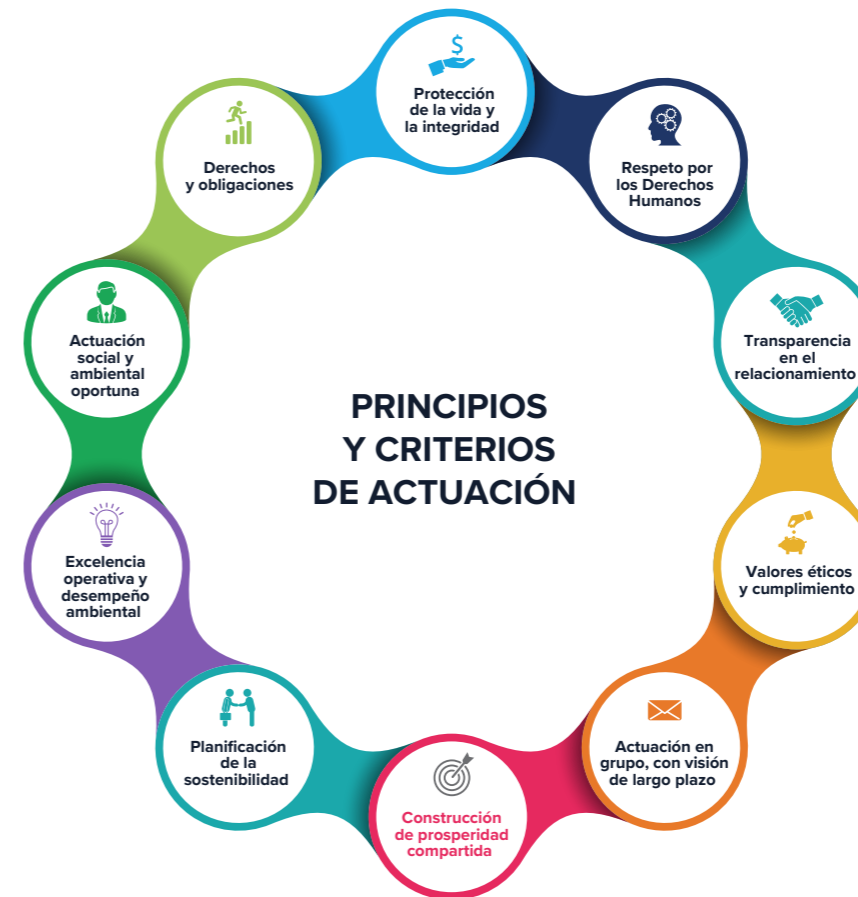 $
Protección
de la vida y
la integridad
Respeto por
los Derechos
Humanos
Transparencia
en el
relacionamiento
Valores éticos
y cumplimiento
Actuación en
grupo, con visión
de largo plazo
Construcción
de prosperidad
compartida
Planificación
de la
sostenibilidad
Excelencia
operativa y
desempeño
ambiental
Actuación
social y
ambiental
oportuna
Derechos
y obligaciones
PRINCIPIOS
Y CRITERIOS
DE ACTUACIÓN